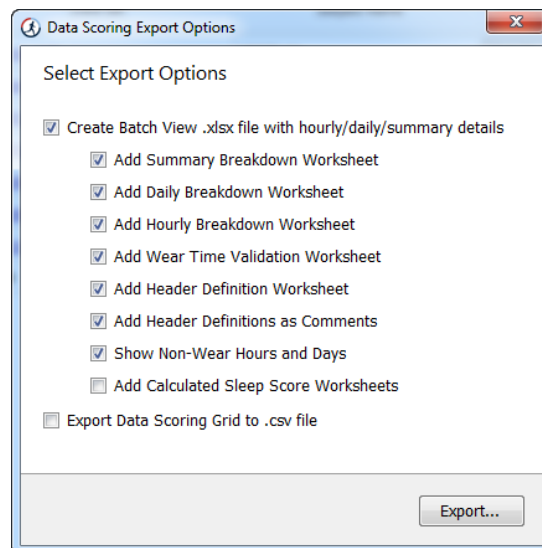 Data Scoring Export Options
Select Export Options
Create Batch View .xlsx file with hourly/daily/summary details
Add Summary Breakdown Worksheet
Add Daily Breakdown Worksheet
Add Hourly Breakdown Worksheet
Add Wear Time Validation Worksheet
Add Header Definition Worksheet
Add Header Definitions as Comments
Show Non-Wear Hours and Days
Add Calculated Sleep Score Worksheets
Export Data Scoring Grid to .csv file
Export...